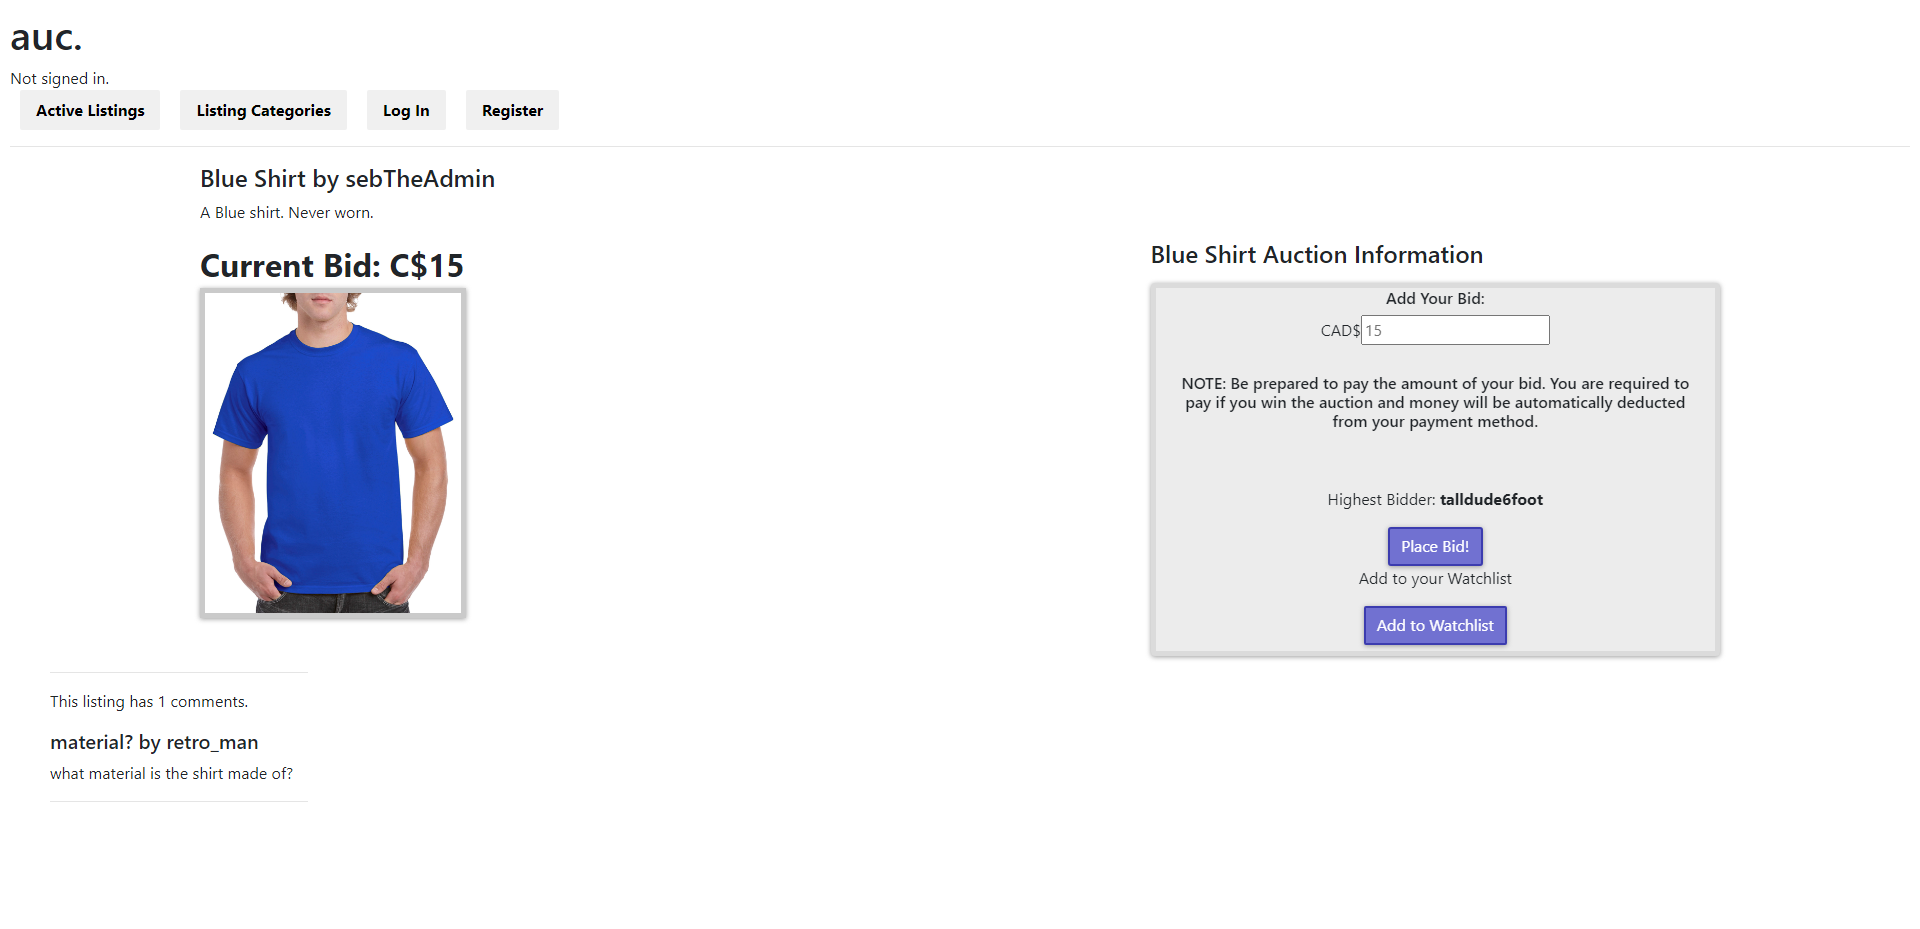 auc.
Not signed in.
Active Listings
Listing Categories
Log In
Register
Blue Shirt by sebTheAdmin
A Blue shirt. Never worn.
Current Bid: C$15
Blue Shirt Auction Information
Add Your Bid:
CAD$ 15
NOTE: Be prepared to pay the amount of your bid. You are required to
pay if you win the auction and money will be automatically deducted
from your payment method.
Highest Bidder: talldude6foot
Place Bid!
Add to your Watchlist
Add to Watchlist
This listing has 1 comments.
material? by retro_man
what material is the shirt made of?